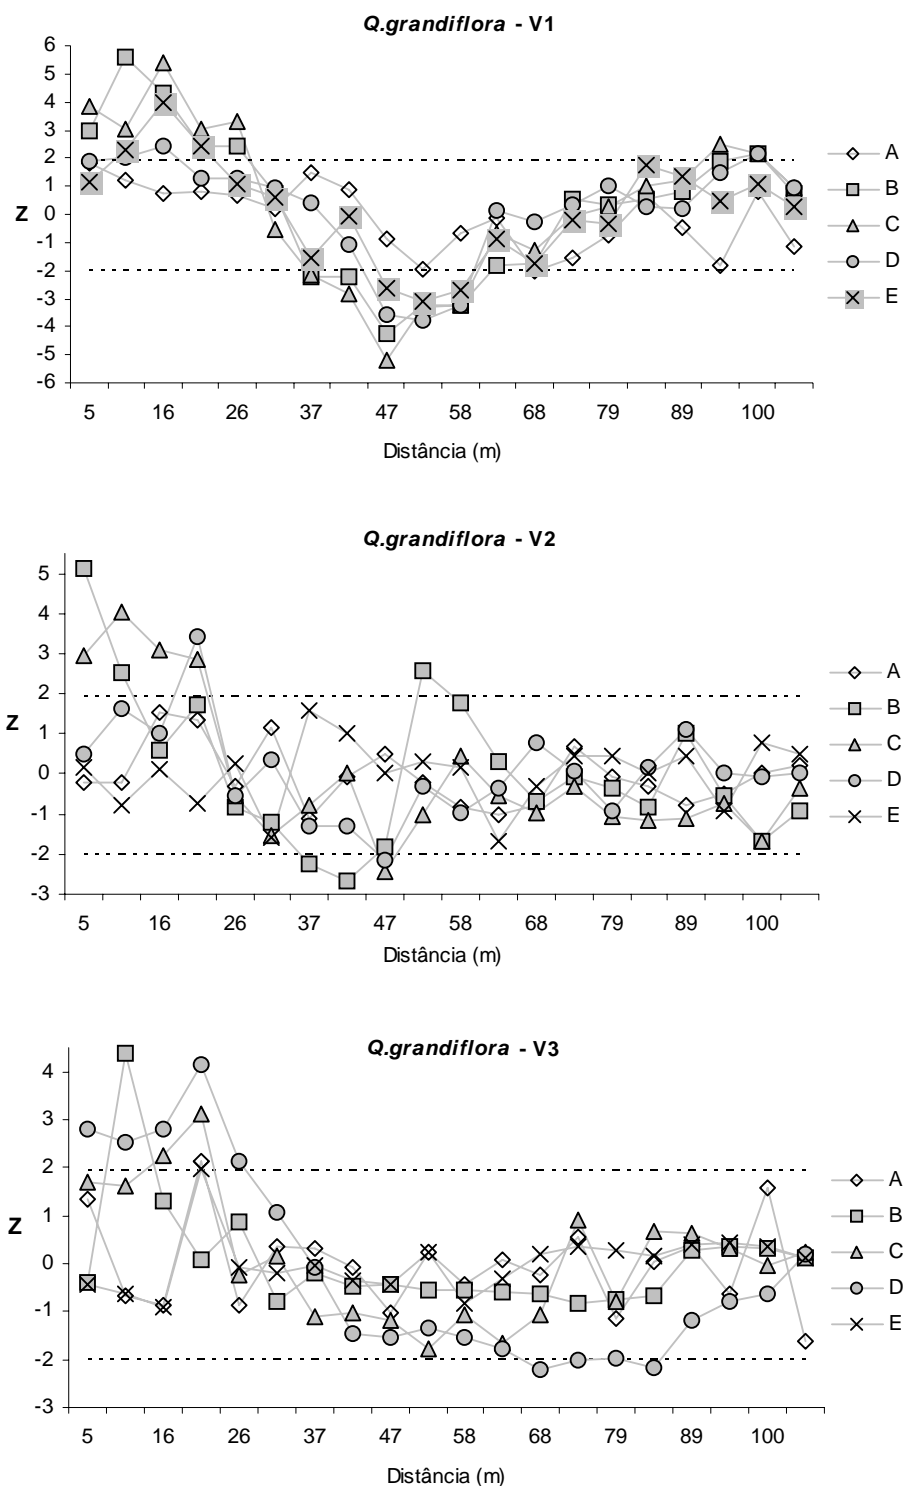 Q.grandiflora - V1
6
5
4
3
2
1
0
-1
-2
-3
-4
-5
-6
Z
5 16 26 37 47 58 68 79 89 100
Distância (m)
A
B
C
D
E
Q.grandiflora - V2
5
4
3
2
1
0
-1
-2
-3
Z
5 16 26 37 47 58 68 79 89 100
Distância (m)
A
B
C
D
E
Q.grandiflora - V3
4
3
2
1
0
-1
-2
-3
Z
5 16 26 37 47 58 68 79 89 100
Distância (m)
A
B
C
D
E